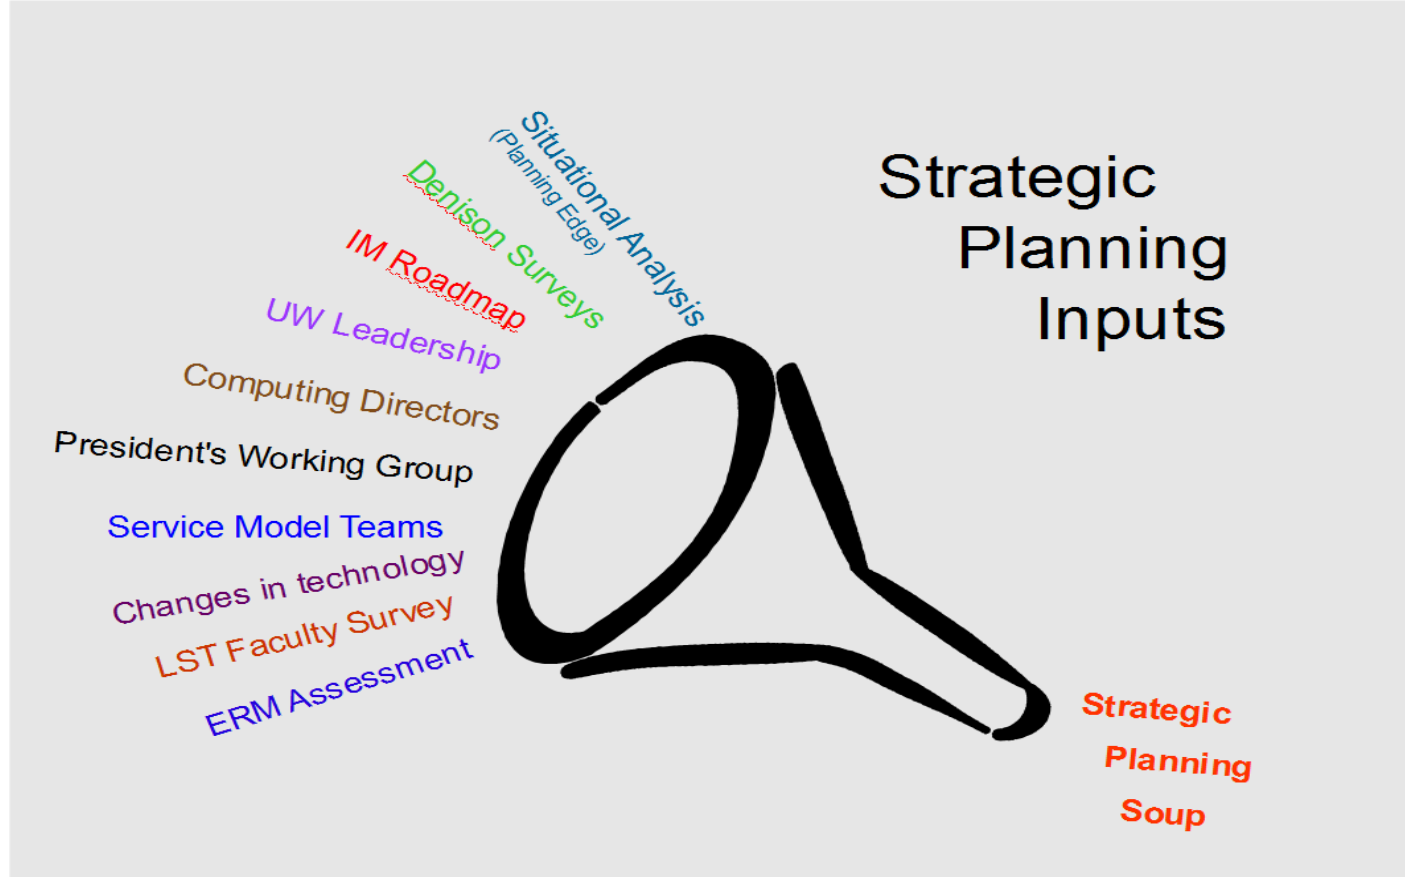 Strategic
Planning
Inputs
Situational Analysis
(Planning Edge)
Denison Surveys
IM Roadmap
UW Leadership
Computing Directors
President's Working Group
Service Model Teams
Changes in technology
LST Faculty Survey
ERM Assessment
Strategic
Planning
Soup